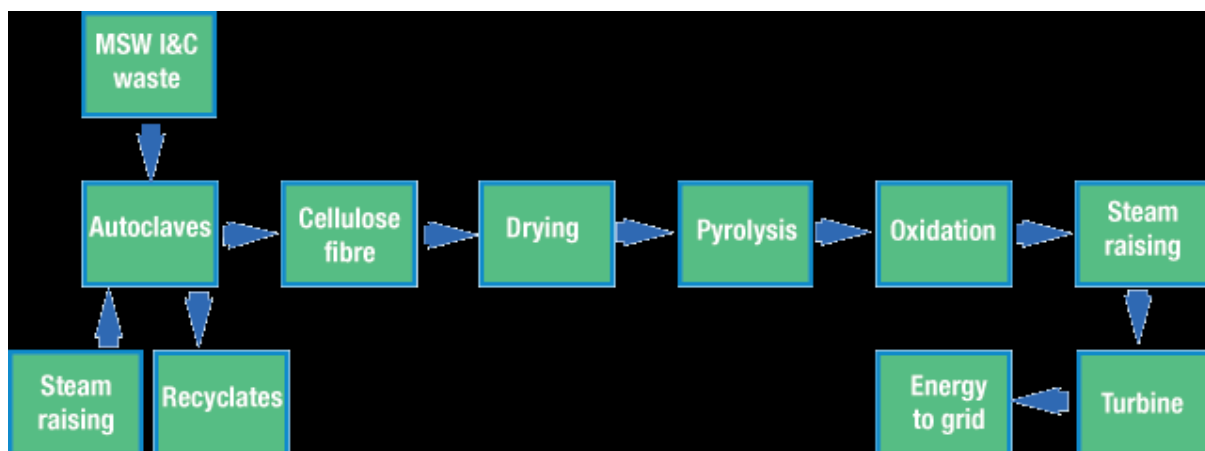 MSW I&C
waste
Autoclaves
Cellulose
fibre
Drying
Pyrolysis
Oxidation
Steam
raising
Steam
raising
Recyclates
Energy
to grid
Turbine